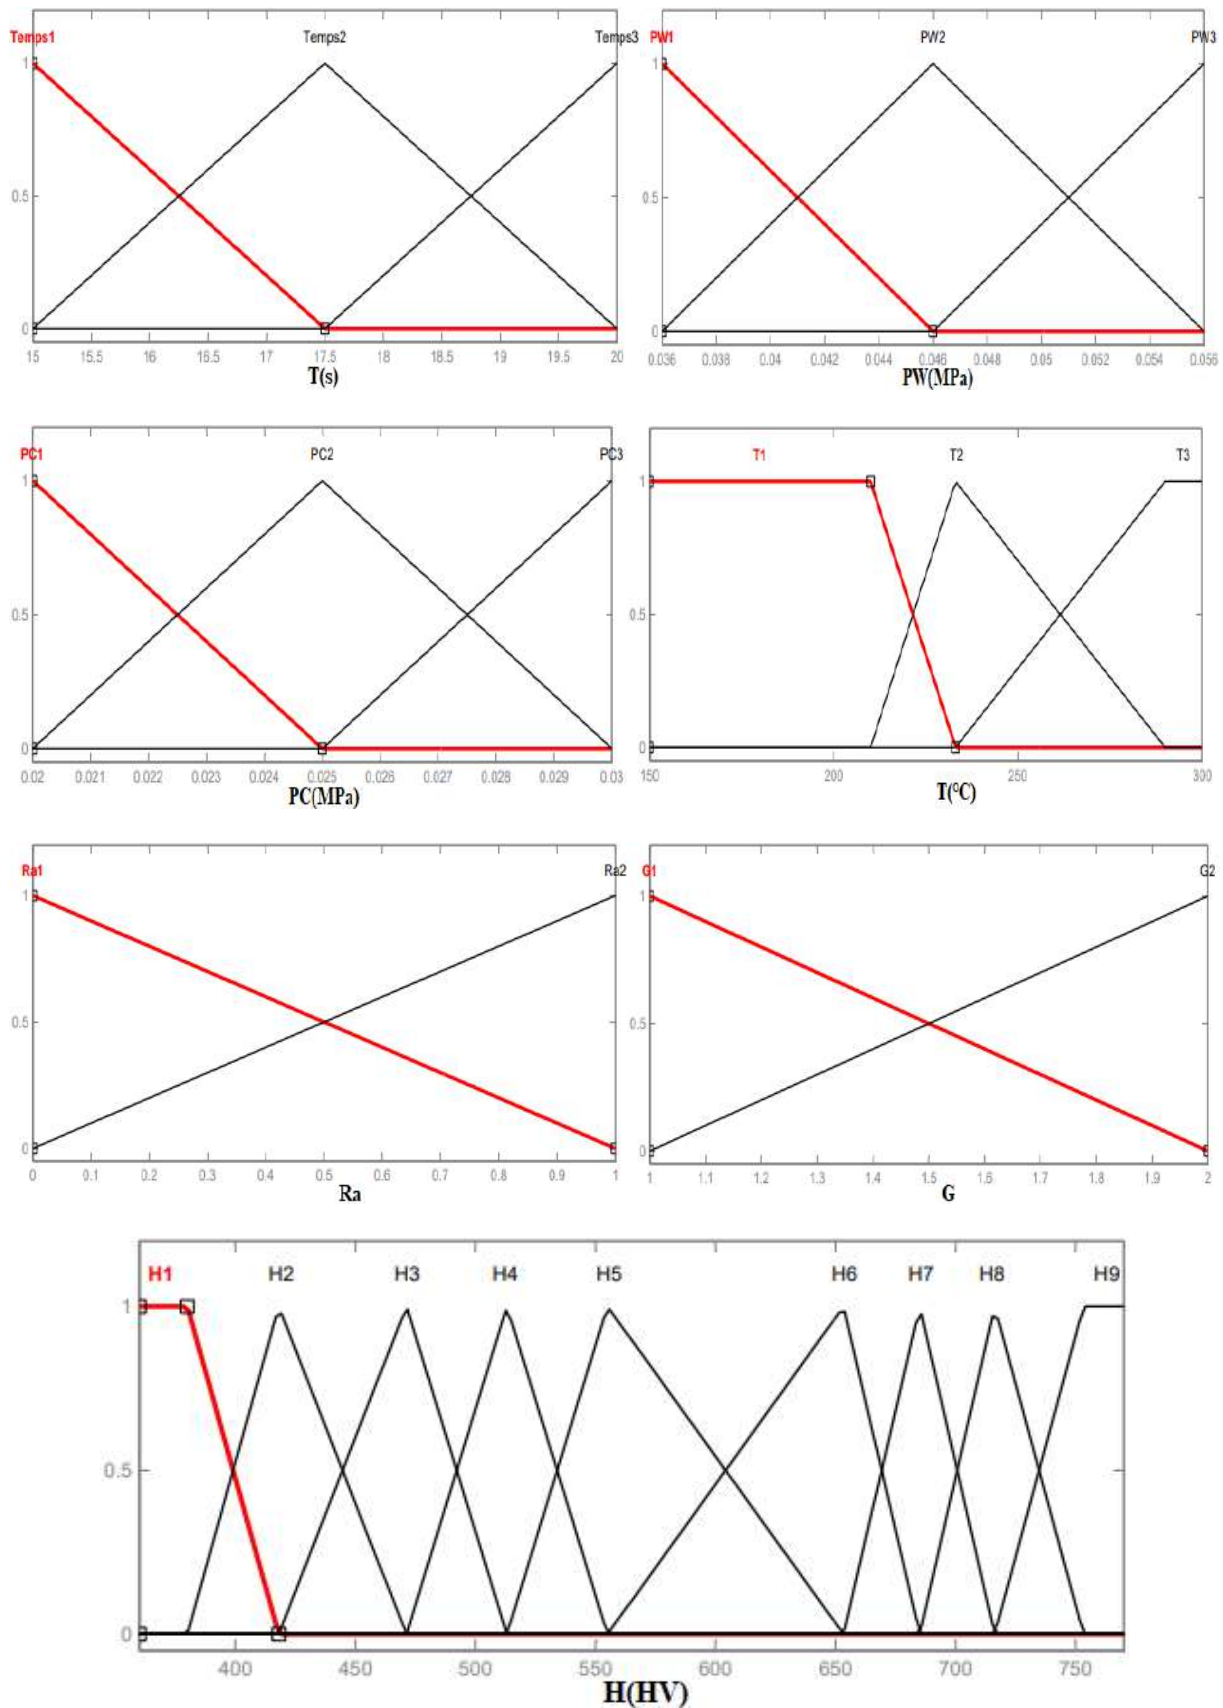 Temps1 Temps2 Temps3
1
0.5
0
15 15.5 16 16.5 17 17.5 18 18.5 19 19.5 20
T(s)
PW1 PW2 PW3
1
0.5
0
0.036 0.038 0.04 0.042 0.044 0.046 0.048 0.05 0.052 0.054 0.056
PW(MPa)
PC1 PC2 PC3
1
0.5
0
0.02 0.021 0.022 0.023 0.024 0.025 0.026 0.027 0.028 0.029 0.03
PC(MPa)
T1 T2 T3
1
0.5
0
150 200 250 300
T(°C)
Ra1 Ra2
1
0.5
0
0 0.1 0.2 0.3 0.4 0.5 0.6 0.7 0.8 0.9 1
Ra
G1 G2
1
0.5
0
1 1.1 1.2 1.3 1.4 1.5 1.6 1.7 1.8 1.9 2
G
H1 H2 H3 H4 H5 H6 H7 H8 H9
1
0.5
0
400 450 500 550 600 650 700 750
H(HV)